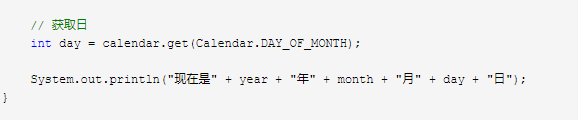 // 获取日
int day = calendar.get(Calendar.DAY_OF_MONTH);
System.out.println("现在是" + year + "年" + month + "月" + day + "日");
}